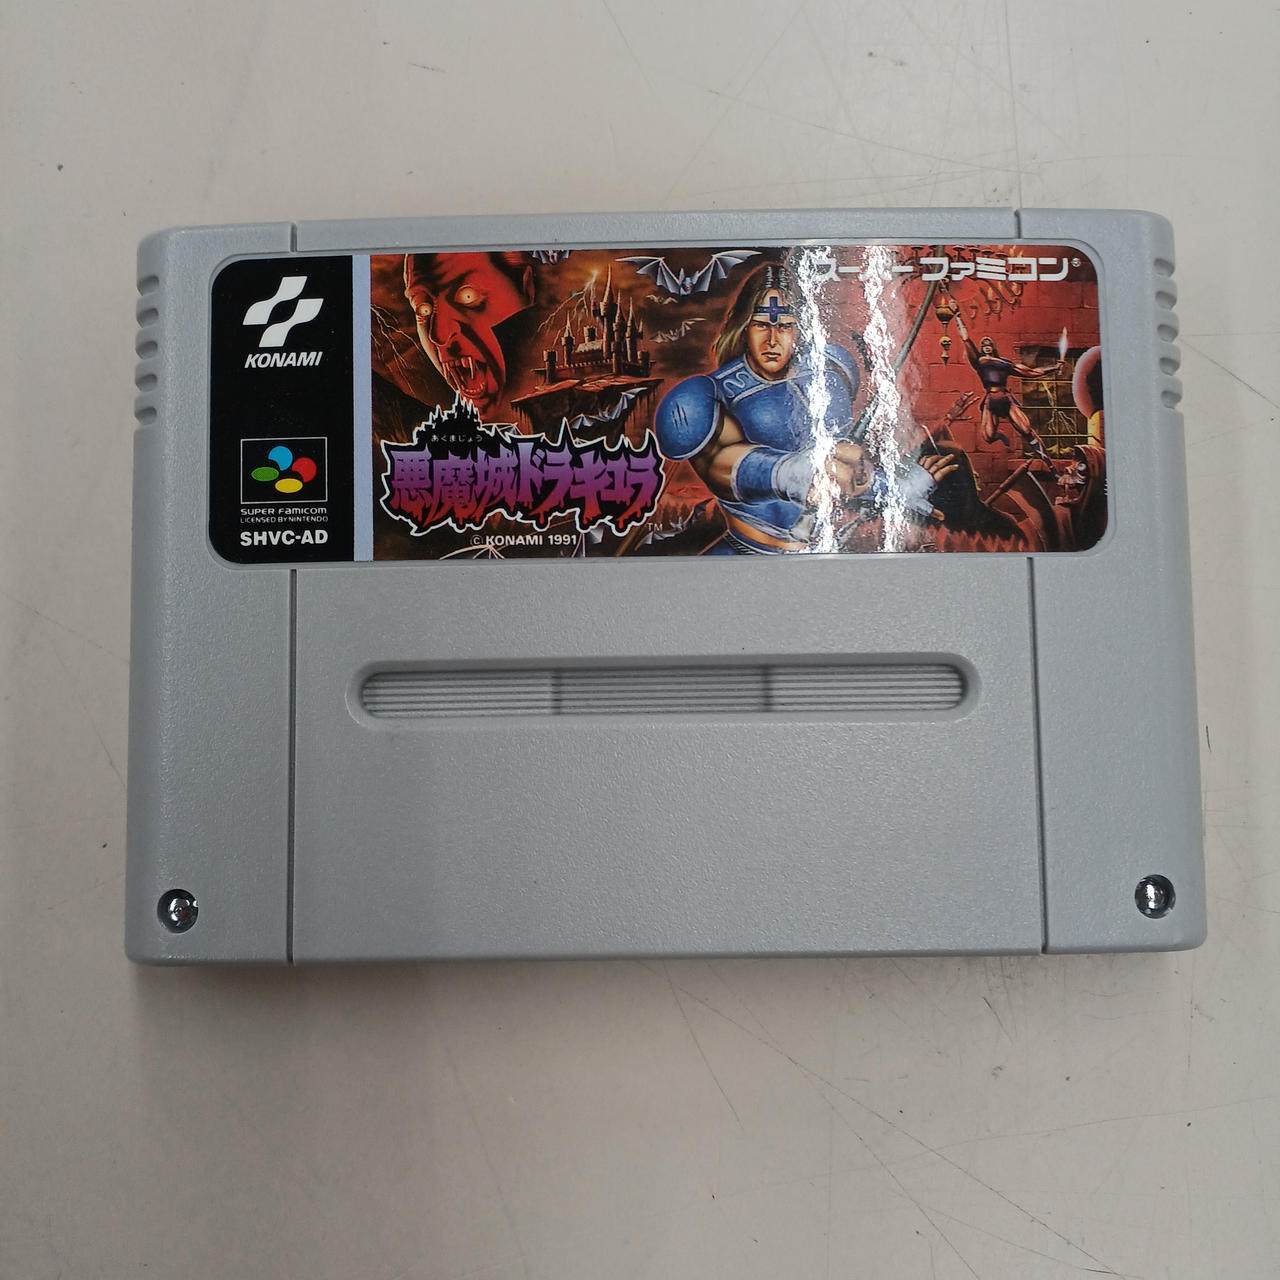 KONAMI
スーパーファミコン®
あくまじょう
悪魔城ドラキュラ
TM
© KONAMI 1991
SUPER FAMICOM
LICENSED BY NINTENDO
SHVC-AD